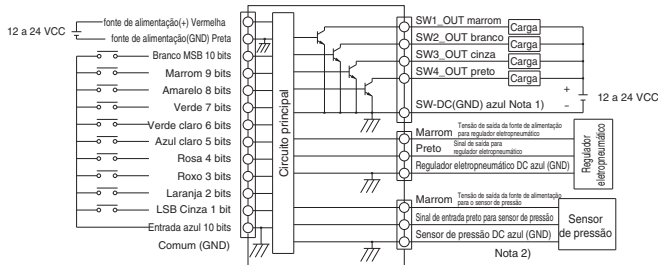 12 a 24 VCC
fonte de alimentação(+) Vermelha
fonte de alimentação(GND) Preta
Branco MSB 10 bits
Marrom 9 bits
Amarelo 8 bits
Verde 7 bits
Verde claro 6 bits
Azul claro 5 bits
Rosa 4 bits
Roxo 3 bits
Laranja 2 bits
LSB Cinza 1 bit
Entrada azul 10 bits
Comum (GND)
Circuito principal
SW1_OUT marrom
Carga
SW2_OUT branco
Carga
SW3_OUT cinza
Carga
SW4_OUT preto
Carga
+
−
12 a 24 VCC
SW-DC(GND) azul Nota 1)
Marrom
Tensão de saída da fonte de alimentação
para regulador eletropneumático
Preto
Sinal de saída para
regulador eletropneumático
Regulador eletropneumático DC azul (GND)
Regulador
eletropneumático
Marrom
Tensão de saída da fonte de alimentação
para o sensor de pressão
Sinal de entrada preto para sensor de pressão
Sensor de pressão DC azul (GND)
Sensor
de pressão
Nota 2)